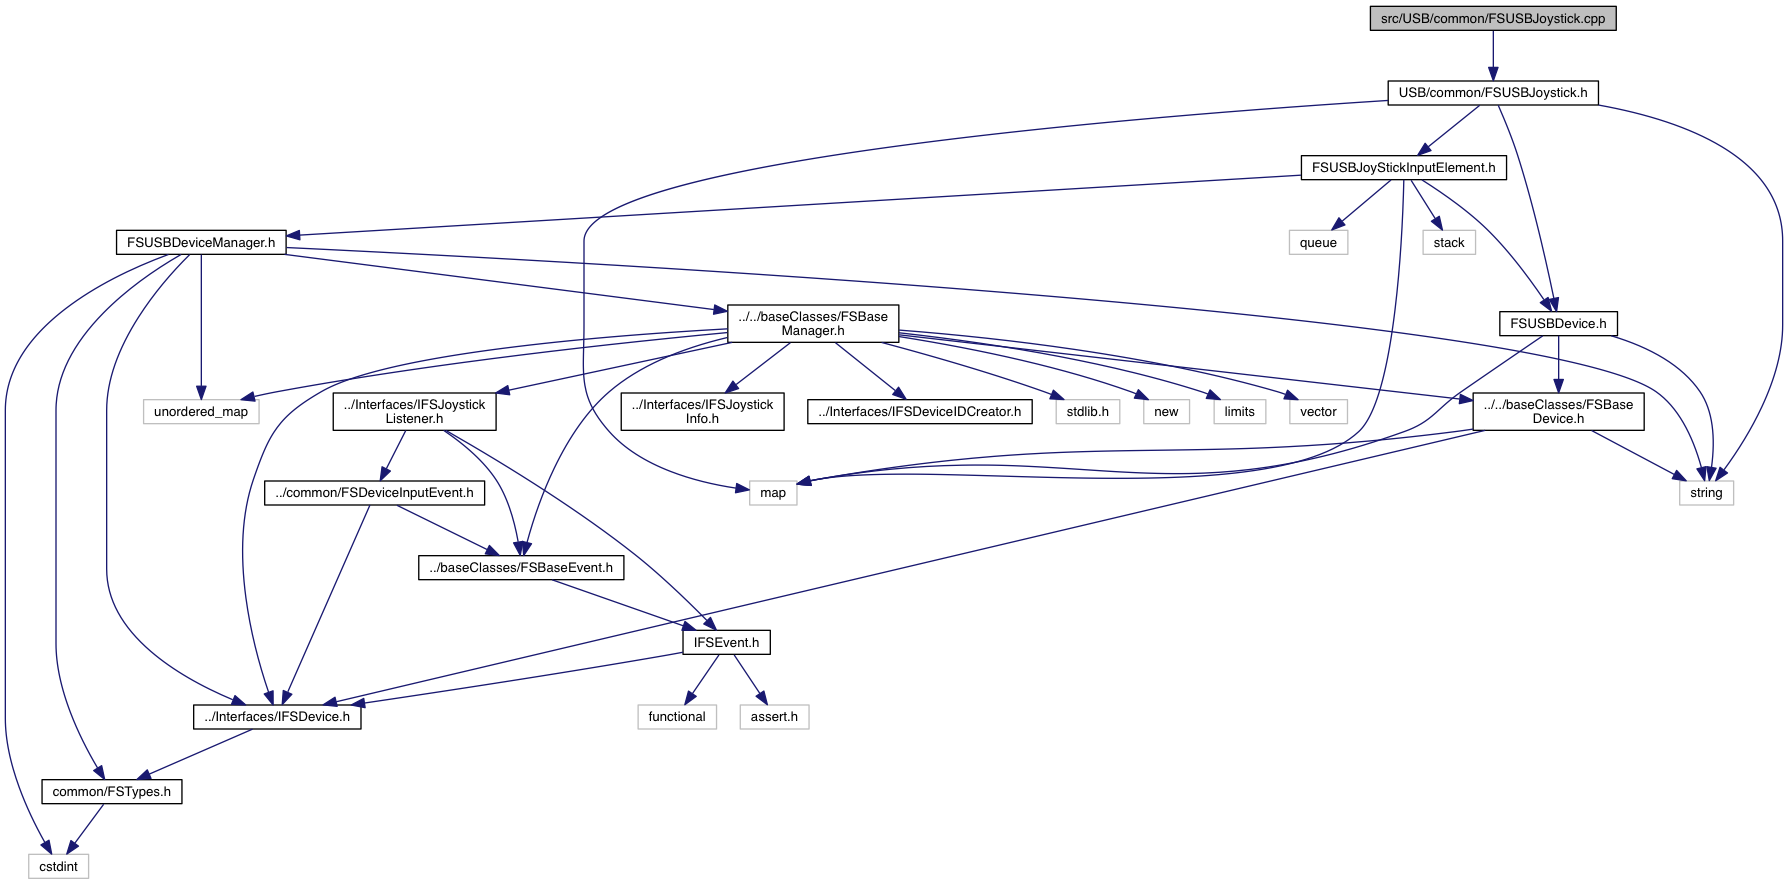 src/USB/common/FSUSBJoystick.cpp
USB/common/FSUSBJoystick.h
FSUSBJoyStickInputElement.h
FSUSBDeviceManager.h
queue
stack
../../baseClasses/FSBase
Manager.h
FSUSBDevice.h
unordered_map
../Interfaces/IFSJoystick
Listener.h
../Interfaces/IFSJoystick
Info.h
../Interfaces/IFSDeviceIDCreator.h
stdlib.h
new
limits
vector
../../baseClasses/FSBase
Device.h
../common/FSDeviceInputEvent.h
map
string
../baseClasses/FSBaseEvent.h
IFSEvent.h
../Interfaces/IFSDevice.h
functional
assert.h
common/FSTypes.h
cstdint